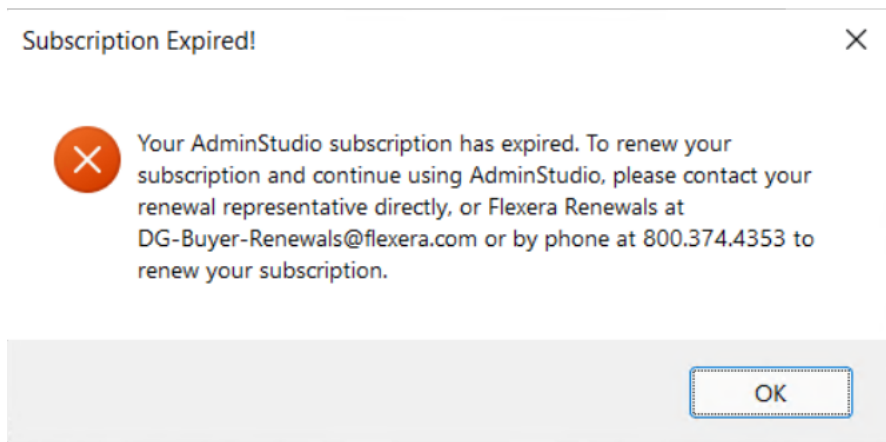 Subscription Expired!
Your AdminStudio subscription has expired. To renew your
subscription and continue using AdminStudio, please contact your
renewal representative directly, or Flexera Renewals at
DG-Buyer-Renewals@flexera.com or by phone at 800.374.4353 to
renew your subscription.
OK